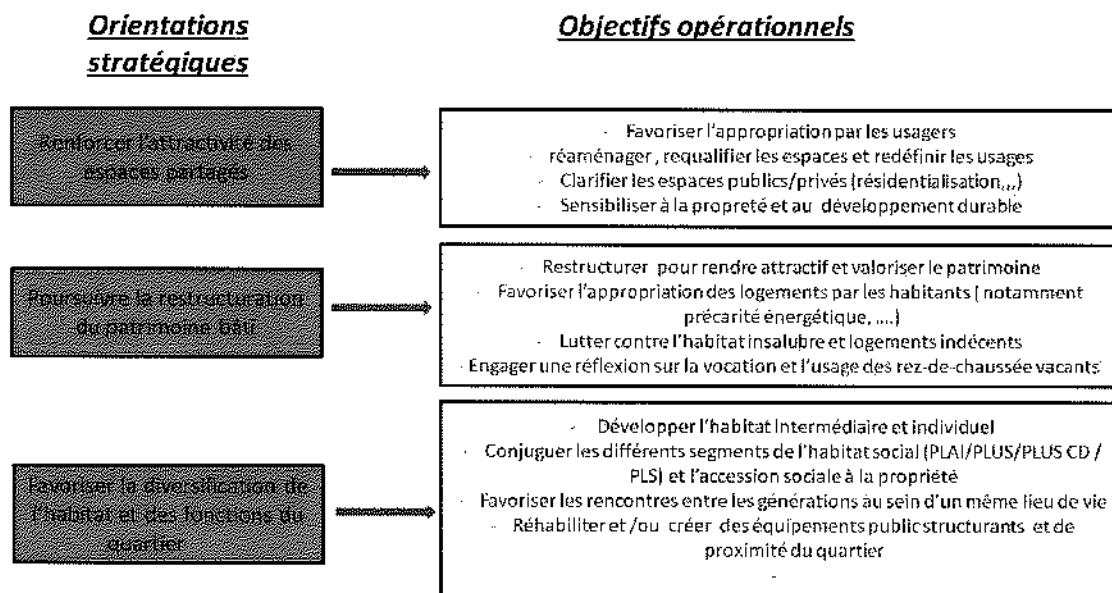 Orientations
stratégiques
Objectifs opérationnels
Renforcer l'attractivité des
espaces partagés
- Favoriser l'appropriation par les usagers
- réaménager , requalifier les espaces et redéfinir les usages
- Clarifier les espaces publics/privés (résidentialisation,,,)
- Sensibiliser à la propreté et au développement durable
Poursuivre la restructuration
du patrimoine bâti
- Restructurer pour rendre attractif et valoriser le patrimoine
- Favoriser l'appropriation des logements par les habitants ( notamment
précarité énergétique, ....)
- Lutter contre l'habitat insalubre et logements indécents
- Engager une réflexion sur la vocation et l'usage des rez-de-chaussée vacants
Favoriser la diversification de
l'habitat et des fonctions du
quartier
- Développer l'habitat Intermédiaire et individuel
- Conjuguer les différents segments de l'habitat social (PLAI/PLUS/PLUS CD /
PLS) et l'accession sociale à la propriété
- Favoriser les rencontres entre les générations au sein d'un même lieu de vie
- Réhabiliter et /ou créer des équipements public structurants et de
proximité du quartier
-